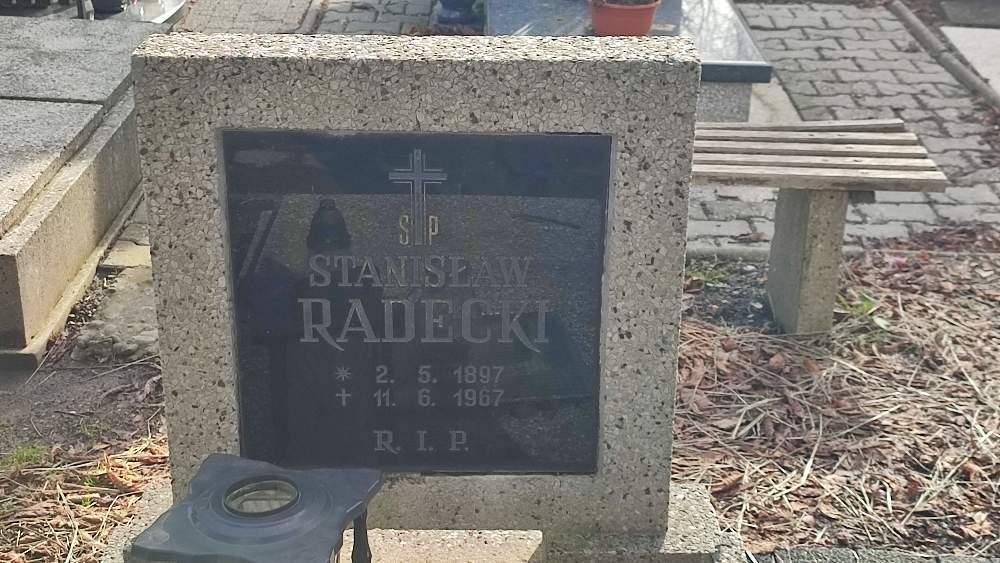 ŚP
STANISŁAW
RADECKI
* 2. 5. 1897
✝ 11. 6. 1967
R. I. P.